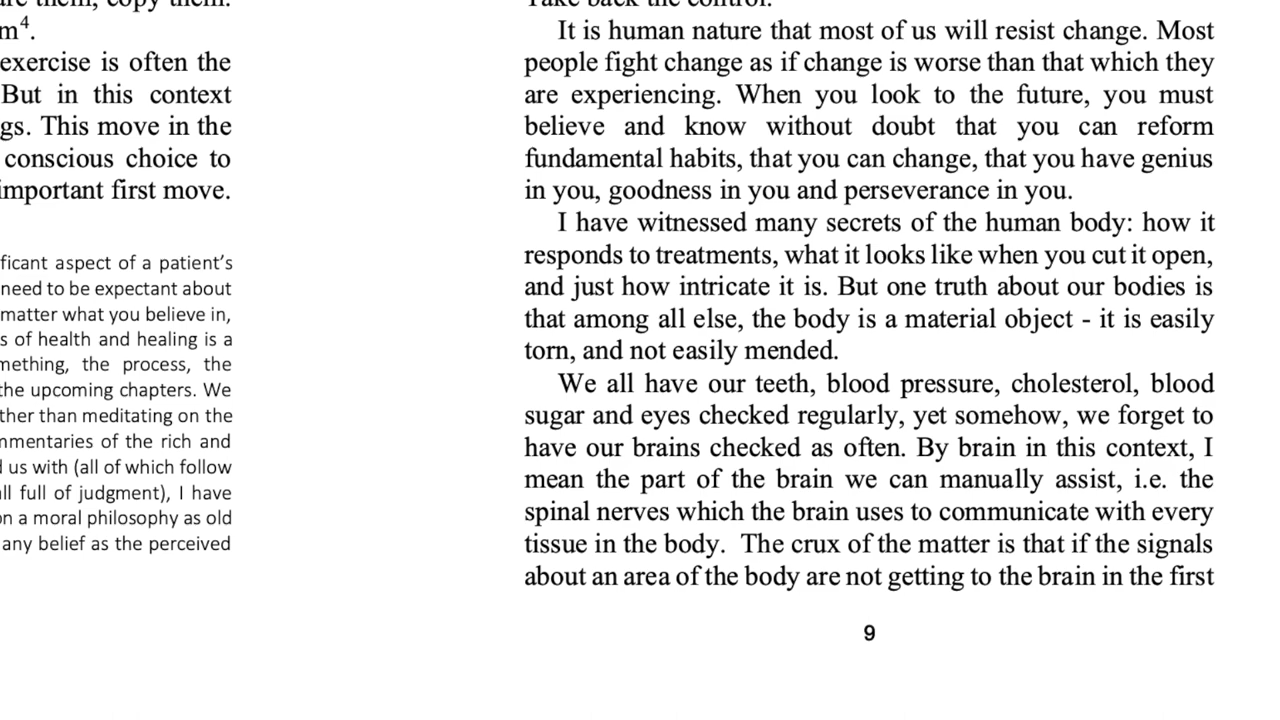 m⁴.
exercise is often the
But in this context
gs. This move in the
conscious choice to
important first move.
ficant aspect of a patient's
need to be expectant about
matter what you believe in,
s of health and healing is a
mething, the process, the
the upcoming chapters. We
ther than meditating on the
mmentaries of the rich and
d us with (all of which follow
all full of judgment), I have
on a moral philosophy as old
any belief as the perceived
Take back the control.
It is human nature that most of us will resist change. Most
people fight change as if change is worse than that which they
are experiencing. When you look to the future, you must
believe and know without doubt that you can reform
fundamental habits, that you can change, that you have genius
in you, goodness in you and perseverance in you.
I have witnessed many secrets of the human body: how it
responds to treatments, what it looks like when you cut it open,
and just how intricate it is. But one truth about our bodies is
that among all else, the body is a material object - it is easily
torn, and not easily mended.
We all have our teeth, blood pressure, cholesterol, blood
sugar and eyes checked regularly, yet somehow, we forget to
have our brains checked as often. By brain in this context, I
mean the part of the brain we can manually assist, i.e. the
spinal nerves which the brain uses to communicate with every
tissue in the body. The crux of the matter is that if the signals
about an area of the body are not getting to the brain in the first
9